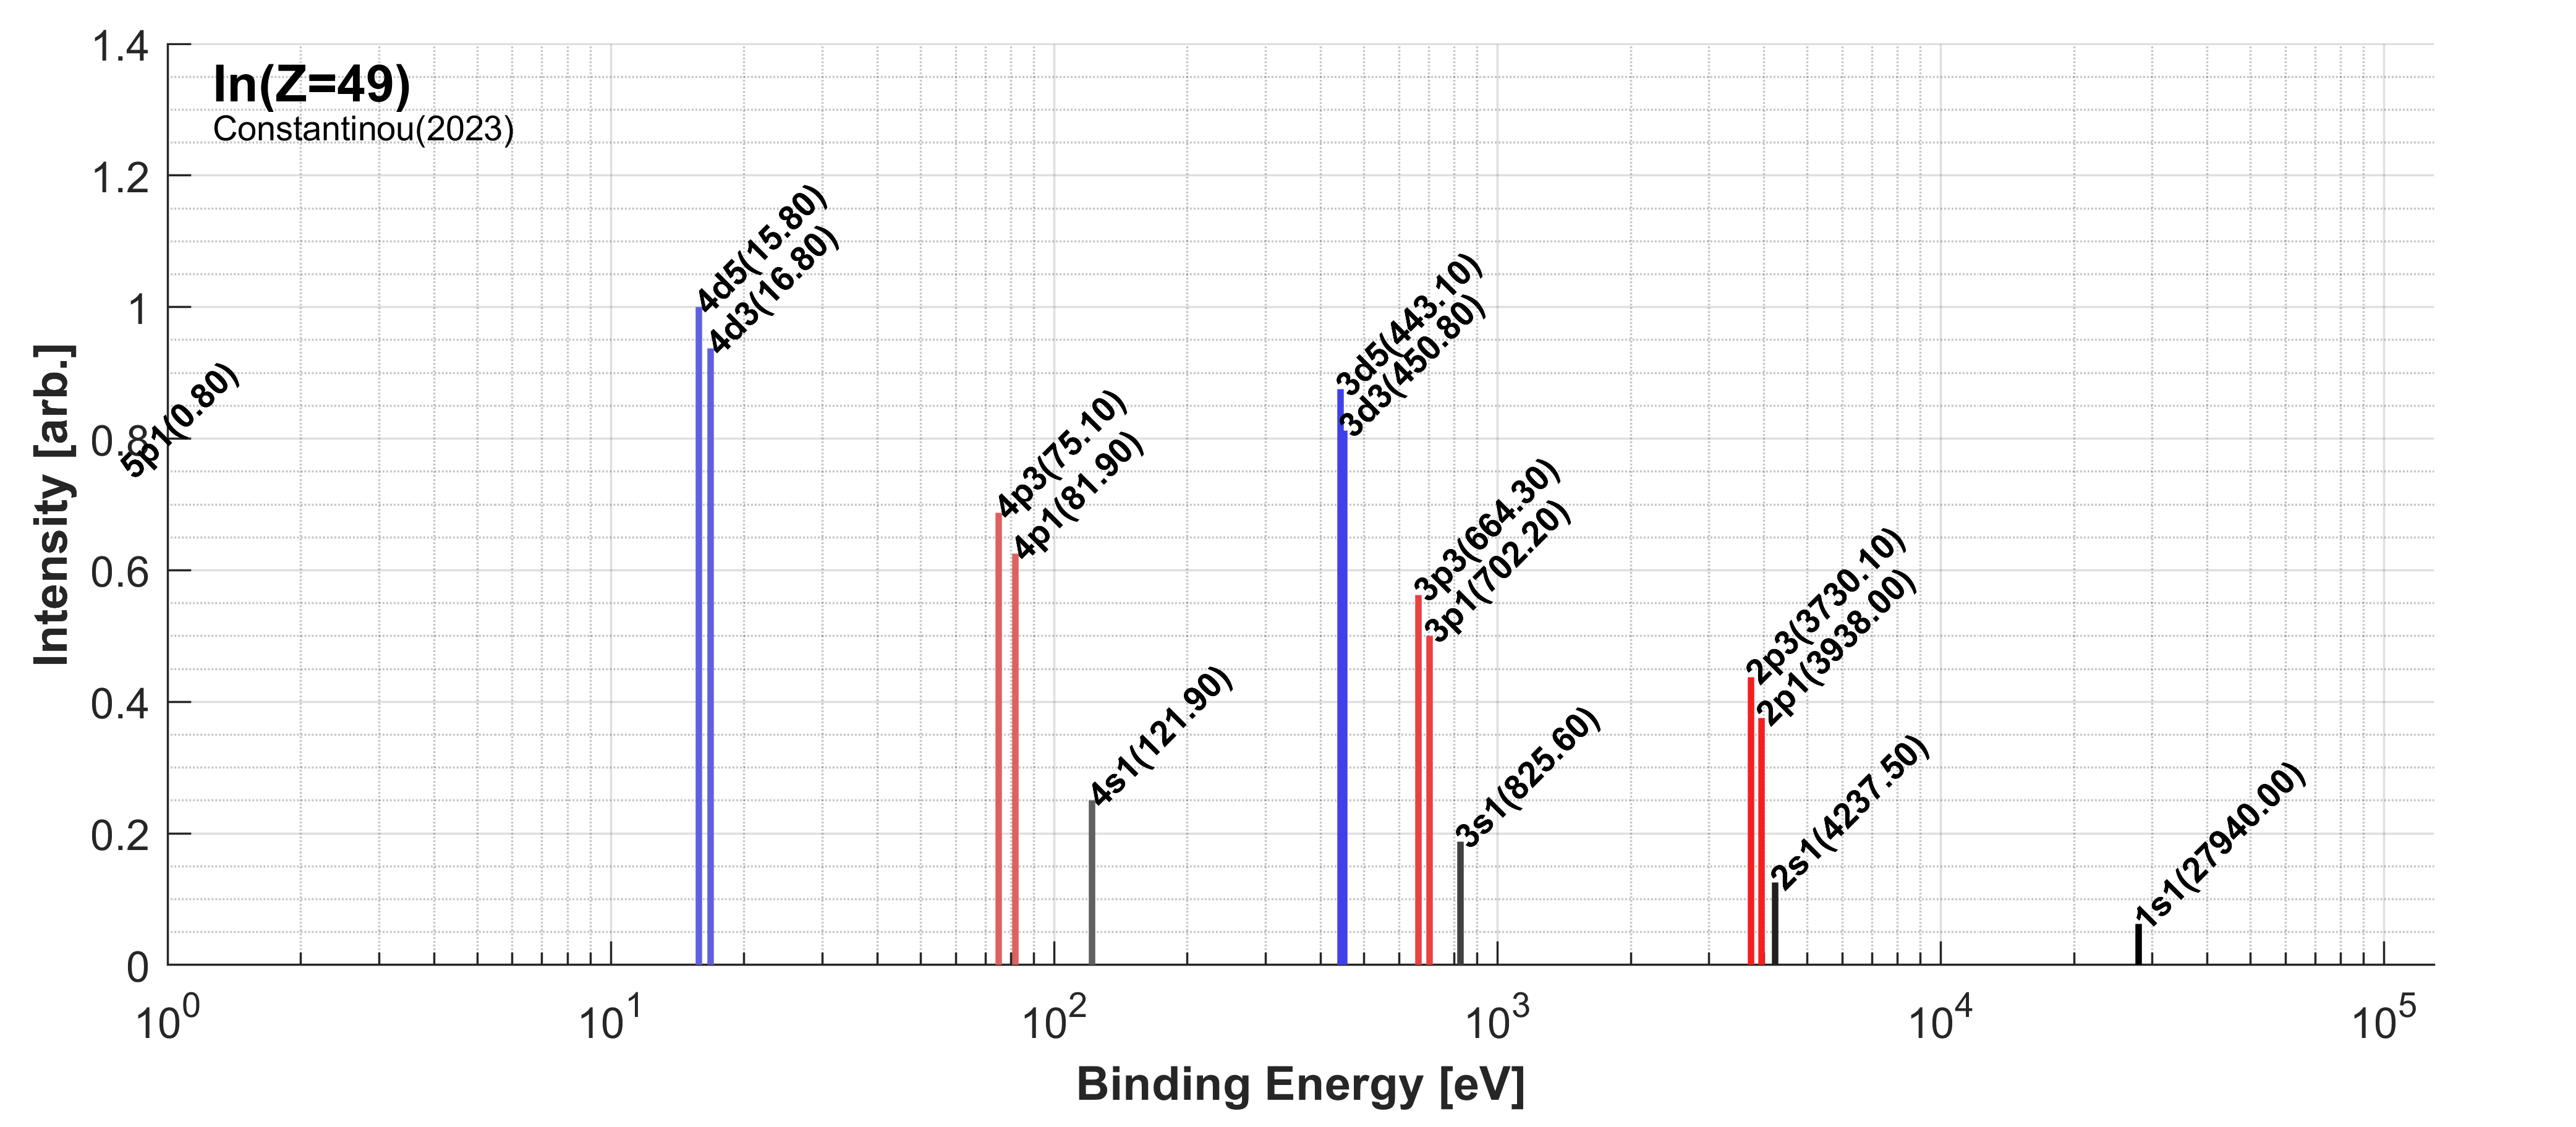 In(Z=49)
Constantinou(2023)
Intensity [arb.]
1.4
1.2
1
0.8
0.6
0.4
0.2
0
5p1(0.80)
4d5(15.80)
4d3(16.80)
4p3(75.10)
4p1(81.90)
4s1(121.90)
3d5(443.10)
3d3(450.80)
3p3(664.30)
3p1(702.20)
3s1(825.60)
2p3(3730.10)
2p1(3938.00)
2s1(4237.50)
1s1(27940.00)
10^0 10^1 10^2 10^3 10^4 10^5
Binding Energy [eV]